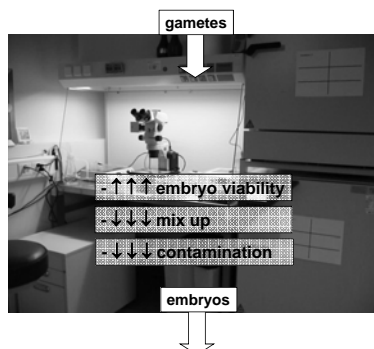 gametes
- ↑↑↑ embryo viability
- ↓↓↓ mix up
- ↓↓↓ contamination
embryos